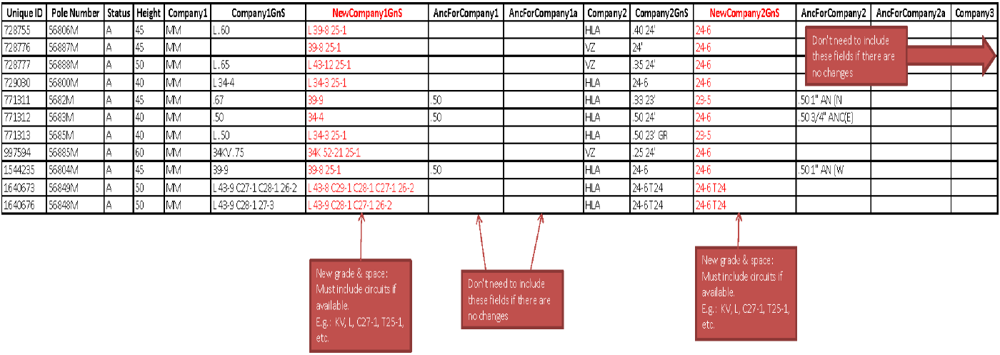 Unique ID Pole Number Status Height Company1 Company1GnS NewCompany1GnS AncForCompany1 AncForCompany1a Company2 Company2GnS NewCompany2GnS AncForCompany2 AncForCompany2a Company3
728755 56806M A 45 MM L .60 L 39-8 25-1 HLA .40 24' 24-6
728776 56887M A 45 MM 39-8 25-1 VZ 24' 24-6
728777 56888M A 50 MM L .65 L 43-12 25-1 VZ .35 24' 24-6
729030 56800M A 40 MM L 34-4 L 34-3 25-1 HLA 24-6 24-6
771311 5682M A 45 MM .67 39-9 .50 HLA .33 23' 23-5 .50 1" AN (N
771312 5683M A 40 MM .50 34-4 .50 HLA .50 24' 24-6 .50 3/4" ANC(E)
771313 5685M A 40 MM L .50 L 34-3 25-1 HLA .50 23' GR 23-5
997594 56885M A 60 MM 34KV .75 34K 52-21 25-1 VZ .25 24' 24-6
1544235 56804M A 45 MM 39-9 39-8 25-1 .50 HLA 24-6 24-6 .50 1" AN (W
1640673 56849M A 50 MM L 43-9 C27-1 C28-1 26-2 L 43-8 C29-1 C28-1 C27-1 26-2 HLA 24-6 T24 24-6 T24
1640676 56848M A 50 MM L 43-9 C28-1 27-3 L 43-9 C28-1 C27-1 26-2 HLA 24-6 T24 24-6 T24
Don't need to include
these fields if there are
no changes
New grade & space:
Must include circuits if
available.
E.g.: KV, L, C27-1, T25-1,
etc.
Don't need to include
these fields if there are
no changes
New grade & space:
Must include circuits if
available.
E.g.: KV, L, C27-1, T25-1,
etc.